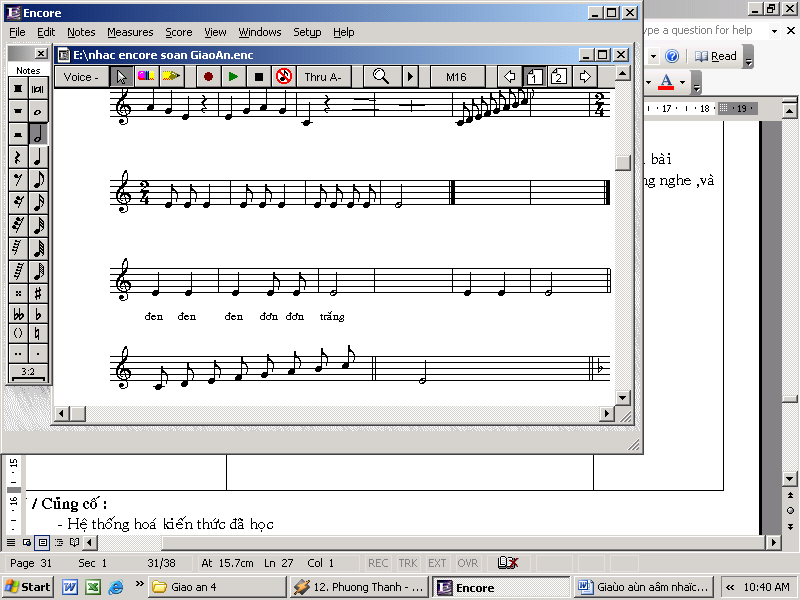 Encore
File Edit Notes Measures Score View Windows Setup Help
E:\nhac encore soan GiaoAn.enc
Notes
Voice - Thru A- M16 1 2
3:2
đen đen đen đơn đơn trắng
ype a question for help
Read
17 18 19
bài
ng nghe ,và
15
16
/ Củng cố :
- Hệ thống hoá kiến thức đã học
Page 31 Sec 1 31/38 At 15.7cm Ln 27 Col 1 REC TRK EXT OVR
Start Giao an 4 12. Phuong Thanh - ... Encore Giaùo aùn aâm nhaïc... 10:40 AM